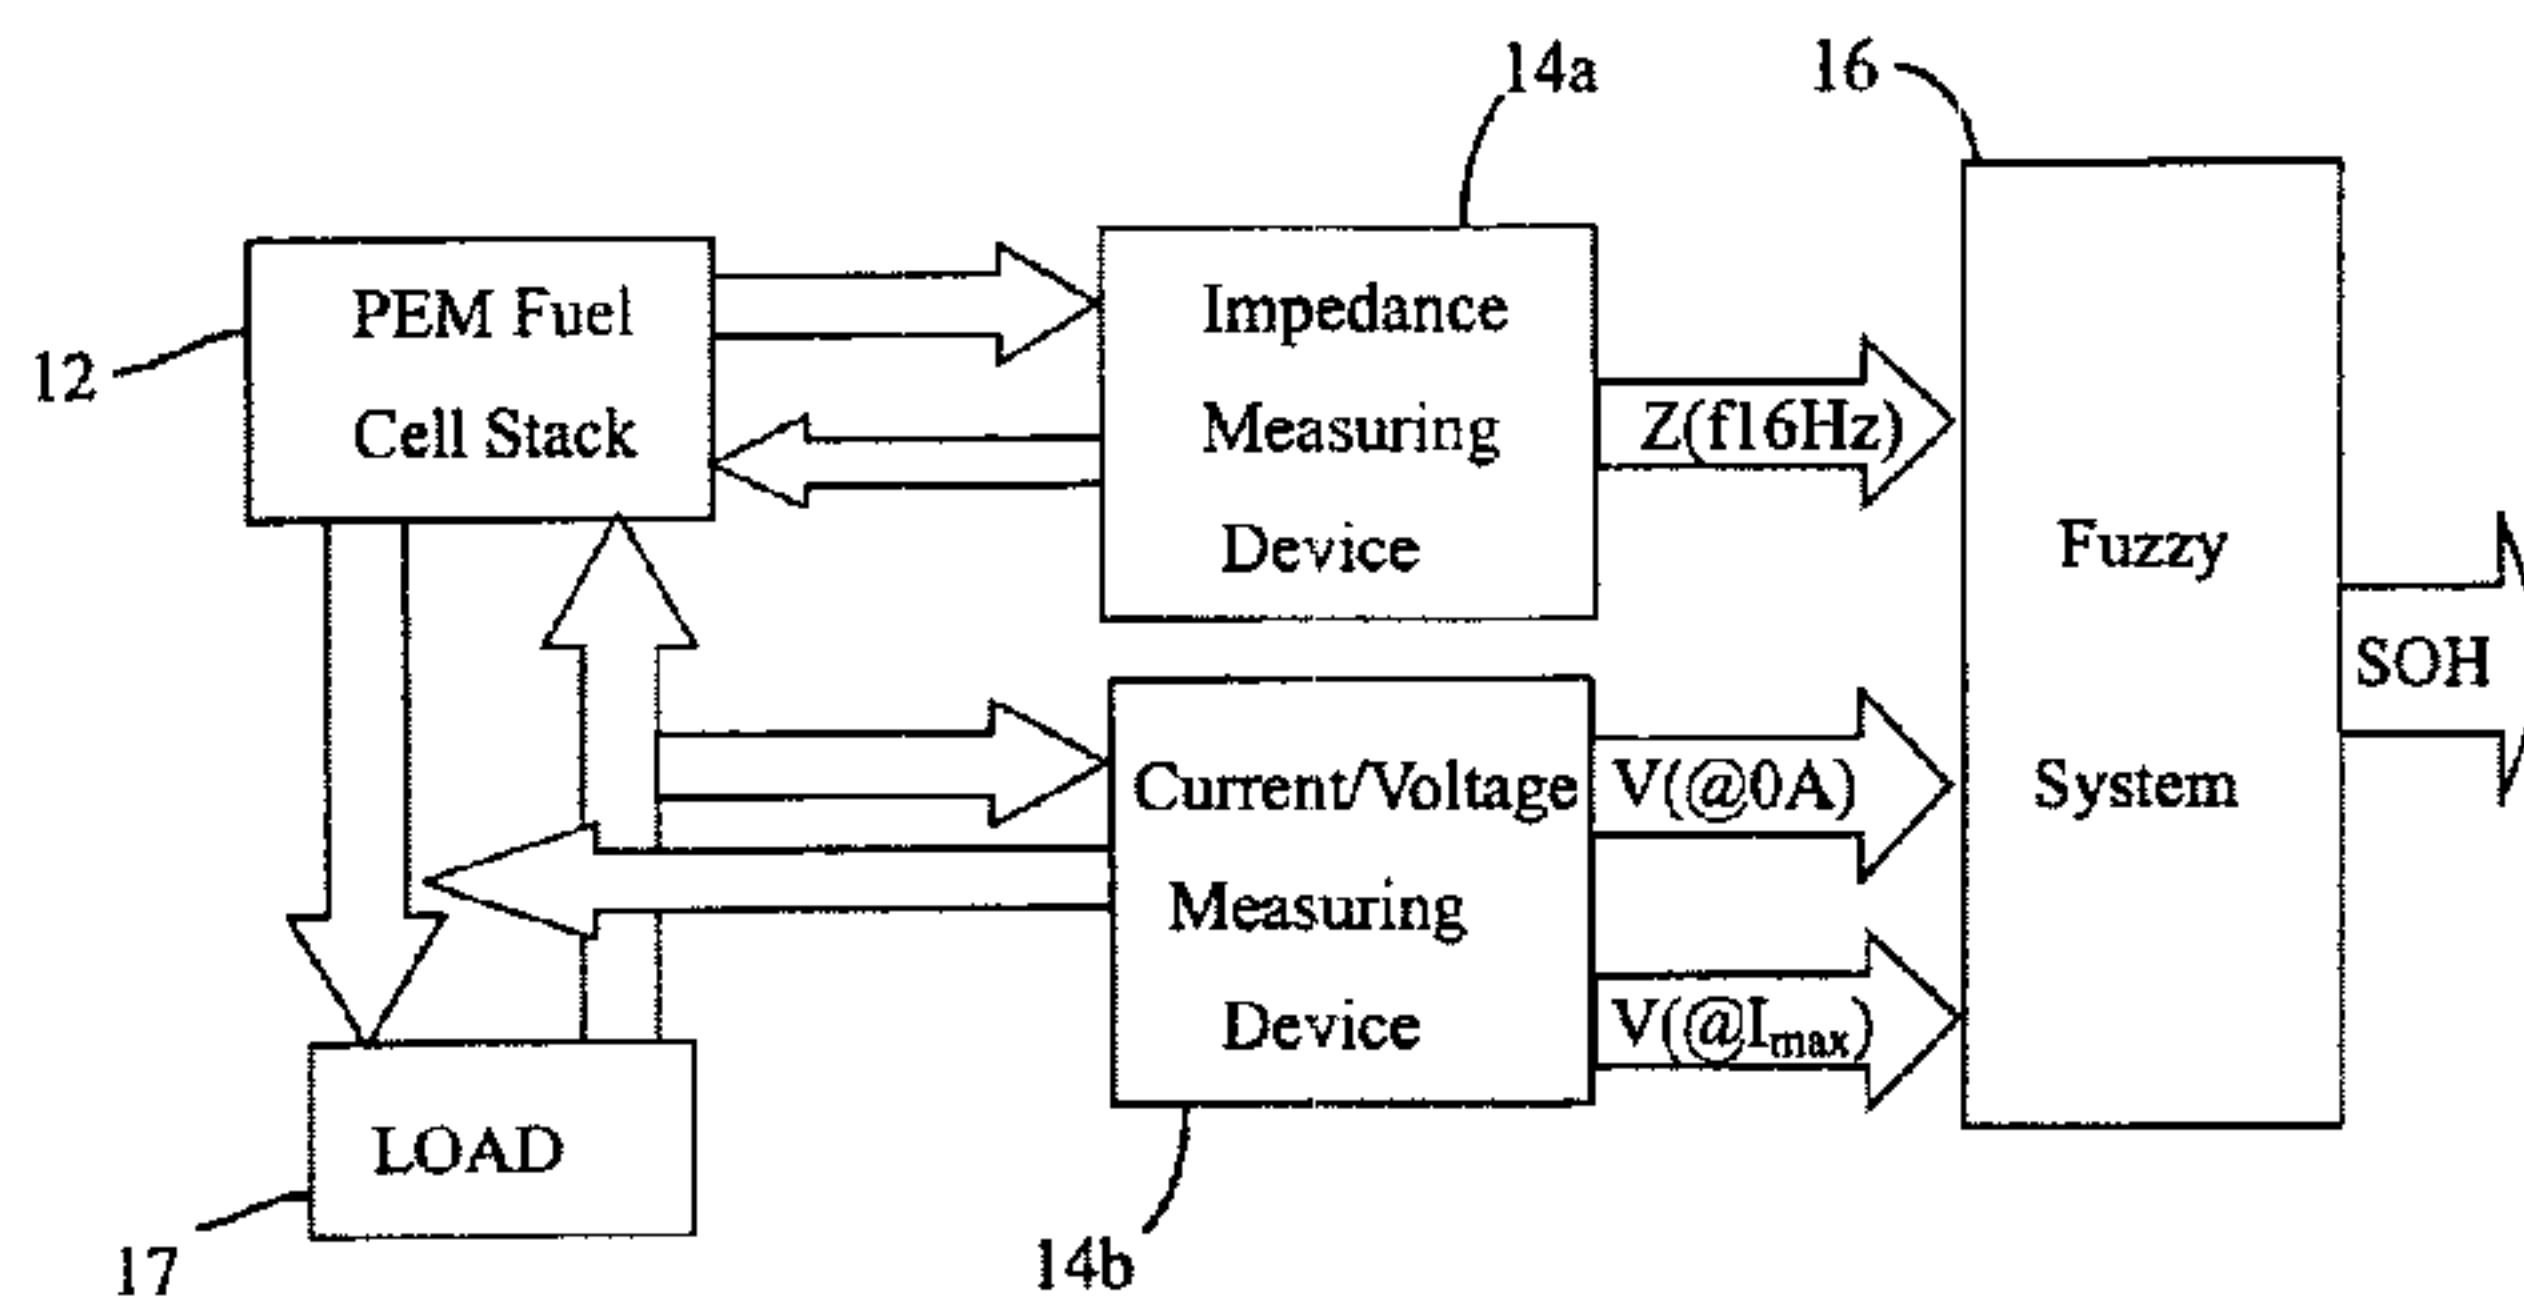 14a
16
12
PEM Fuel
Cell Stack
Impedance
Measuring
Device
Z(f16Hz)
Fuzzy
System
SOH
Current/Voltage
Measuring
Device
V(@0A)
V(@Imax)
LOAD
17
14b